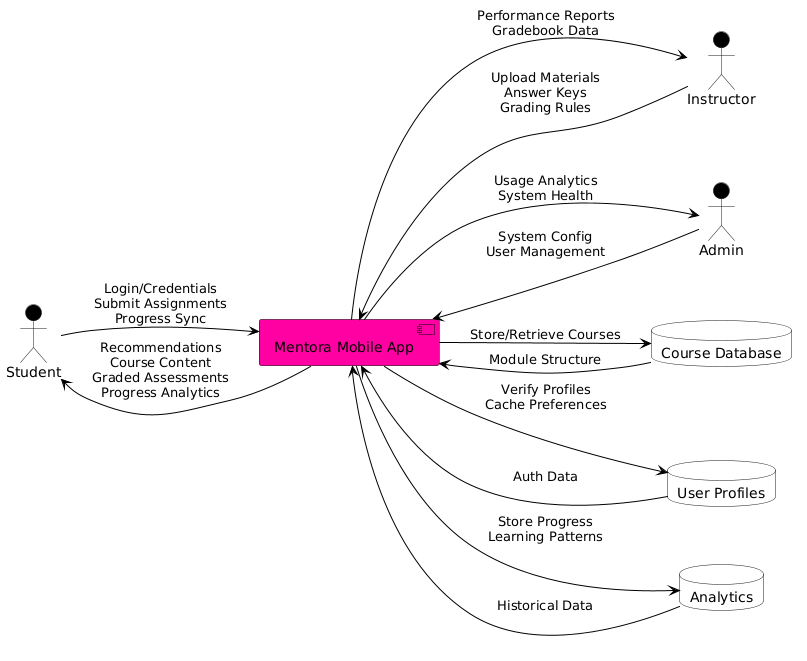 Performance Reports
Gradebook Data
Instructor
Upload Materials
Answer Keys
Grading Rules
Usage Analytics
System Health
Admin
System Config
User Management
Login/Credentials
Submit Assignments
Progress Sync
Student
Recommendations
Course Content
Graded Assessments
Progress Analytics
Mentora Mobile App
Store/Retrieve Courses
Course Database
Module Structure
Verify Profiles
Cache Preferences
Auth Data
User Profiles
Store Progress
Learning Patterns
Analytics
Historical Data